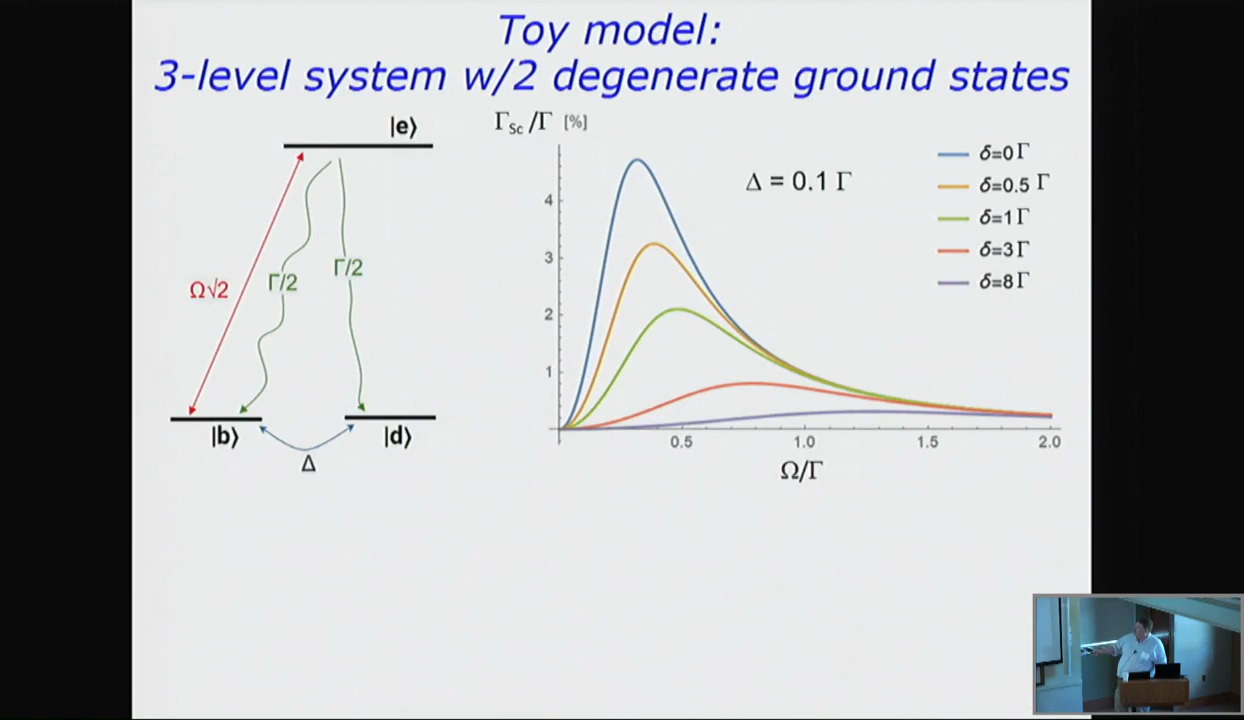 Toy model:
3-level system w/2 degenerate ground states
|e⟩
Ω√2
Γ/2
Γ/2
|b⟩
|d⟩
Δ
Γsc/Γ [%]
Δ = 0.1 Γ
δ=0 Γ
δ=0.5 Γ
δ=1 Γ
δ=3 Γ
δ=8 Γ
4
3
2
1
0.5
1.0
1.5
2.0
Ω/Γ